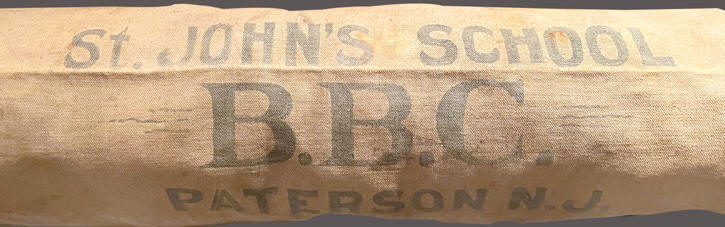 St. JOHN'S SCHOOL
B.B.C.
PATERSON N.J.